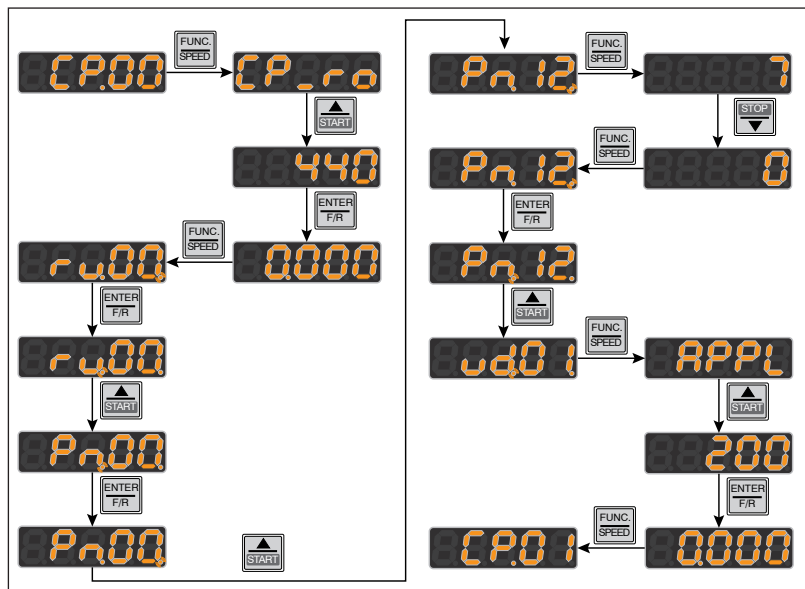 CP.00
FUNC.
SPEED
CP_ro
START
440
ENTER
F/R
0.000
FUNC.
SPEED
ru.00.
ENTER
F/R
ru.00.
START
Pn.00.
ENTER
F/R
Pn.00.
START
Pn.12.
FUNC.
SPEED
7
STOP
0
FUNC.
SPEED
Pn.12.
ENTER
F/R
Pn.12.
START
ud.01.
FUNC.
SPEED
APPL
START
200
ENTER
F/R
0.000
FUNC.
SPEED
CP.01